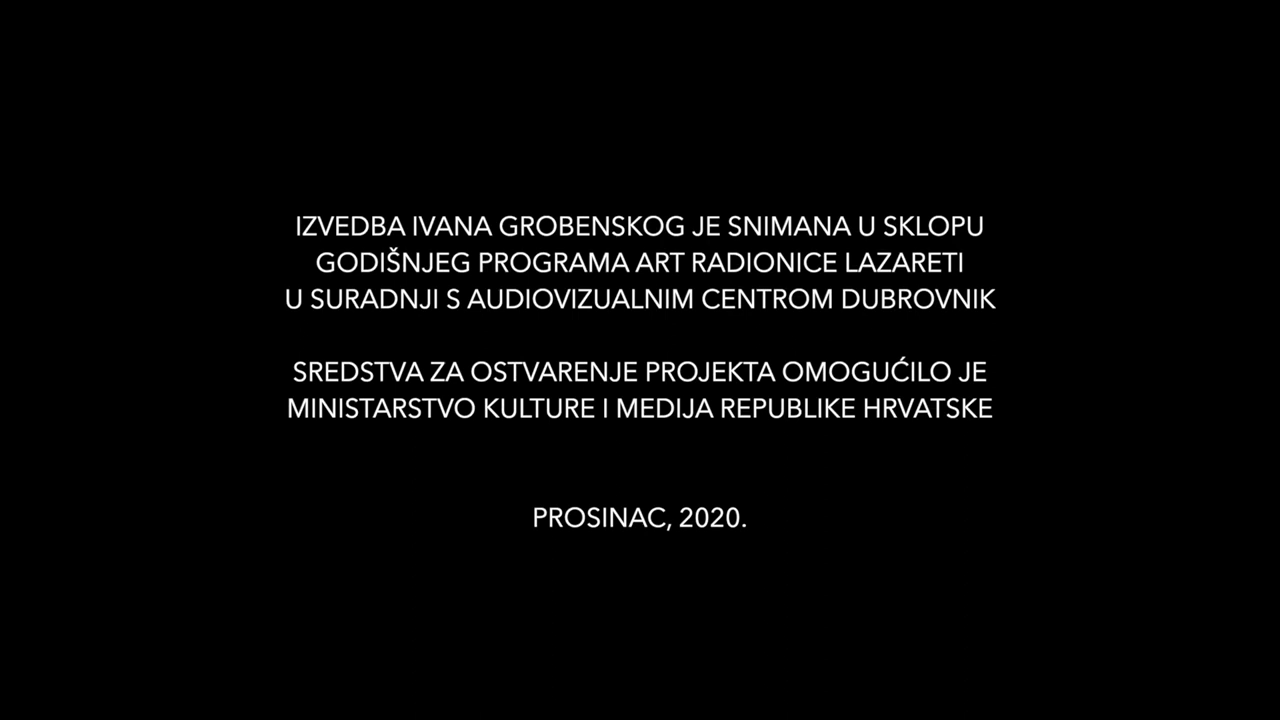 IZVEDBA IVANA GROBENSKOG JE SNIMANA U SKLOPU
GODIŠNJEG PROGRAMA ART RADIONICE LAZARETI
U SURADNJI S AUDIOVIZUALNIM CENTROM DUBROVNIK
SREDSTVA ZA OSTVARENJE PROJEKTA OMOGUĆILO JE
MINISTARSTVO KULTURE I MEDIJA REPUBLIKE HRVATSKE
PROSINAC, 2020.